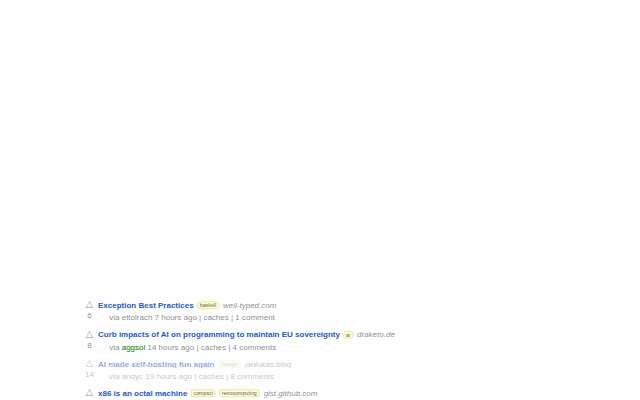 Exception Best Practices haskell well-typed.com
6 via ettolrach 7 hours ago | caches | 1 comment
Curb impacts of AI on programming to maintain EU sovereignty ai draketo.de
8 via aggsol 14 hours ago | caches | 4 comments
AI made self-hosting fun again
14 via andyc 19 hours ago | caches | 8 comments
x86 is an octal machine compsci retrocomputing gist.github.com